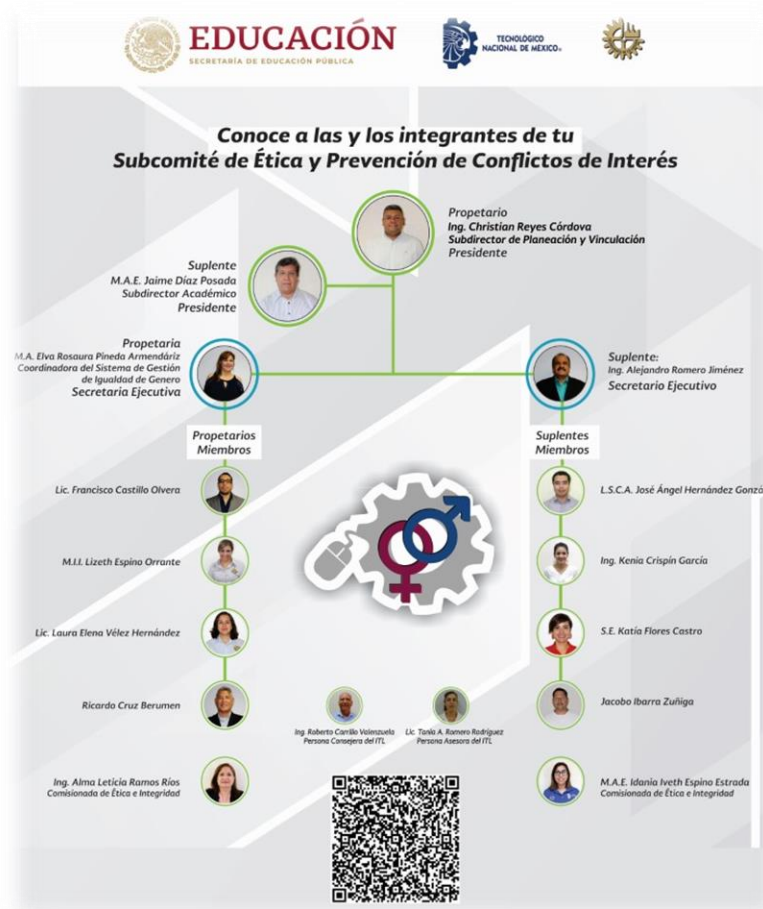 EDUCACIÓN
SECRETARÍA DE EDUCACIÓN PÚBLICA
TECNOLÓGICO
NACIONAL DE MÉXICO®
Conoce a las y los integrantes de tu
Subcomité de Ética y Prevención de Conflictos de Interés
Propetario
Ing. Christian Reyes Córdova
Subdirector de Planeación y Vinculación
Presidente
Suplente
M.A.E. Jaime Díaz Posada
Subdirector Académico
Presidente
Propetaria
M.A. Elva Rosaura Pineda Armendáriz
Coordinadora del Sistema de Gestión
de Igualdad de Genero
Secretaria Ejecutiva
Suplente:
Ing. Alejandro Romero Jiménez
Secretario Ejecutivo
Propetarios
Miembros
Suplentes
Miembros
Lic. Francisco Castillo Olvera
L.S.C.A. José Ángel Hernández Gonzá
M.I.I. Lizeth Espino Orrante
Ing. Kenia Crispín García
Lic. Laura Elena Vélez Hernández
S.E. Katía Flores Castro
Ricardo Cruz Berumen
Jacobo Ibarra Zuñiga
Ing. Roberto Carrillo Valenzuela
Persona Consejera del ITL
Lic. Tania A. Romero Rodríguez
Persona Asesora del ITL
Ing. Alma Leticia Ramos Ríos
Comisionada de Ética e Integridad
M.A.E. Idania Iveth Espino Estrada
Comisionada de Ética e Integridad